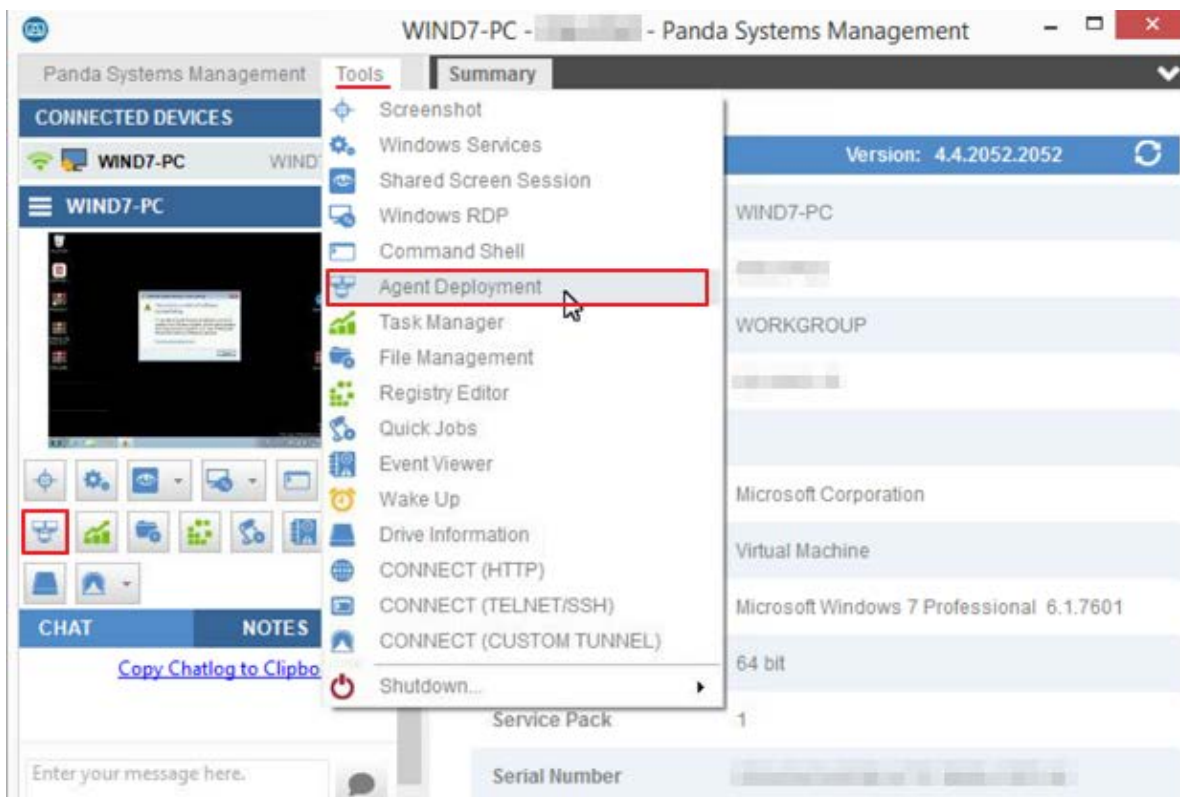 WIND7-PC - - Panda Systems Management
Panda Systems Management Tools Summary
CONNECTED DEVICES
WIND7-PC WIND
WIND7-PC
Screenshot
Windows Services
Shared Screen Session
Windows RDP
Command Shell
Agent Deployment
Task Manager
File Management
Registry Editor
Quick Jobs
Event Viewer
Wake Up
Drive Information
CONNECT (HTTP)
CONNECT (TELNET/SSH)
CONNECT (CUSTOM TUNNEL)
Shutdown...
Version: 4.4.2052.2052
WIND7-PC
WORKGROUP
Microsoft Corporation
Virtual Machine
Microsoft Windows 7 Professional 6.1.7601
64 bit
Service Pack 1
Serial Number
CHAT NOTES
Copy Chatlog to Clipbo
Enter your message here.